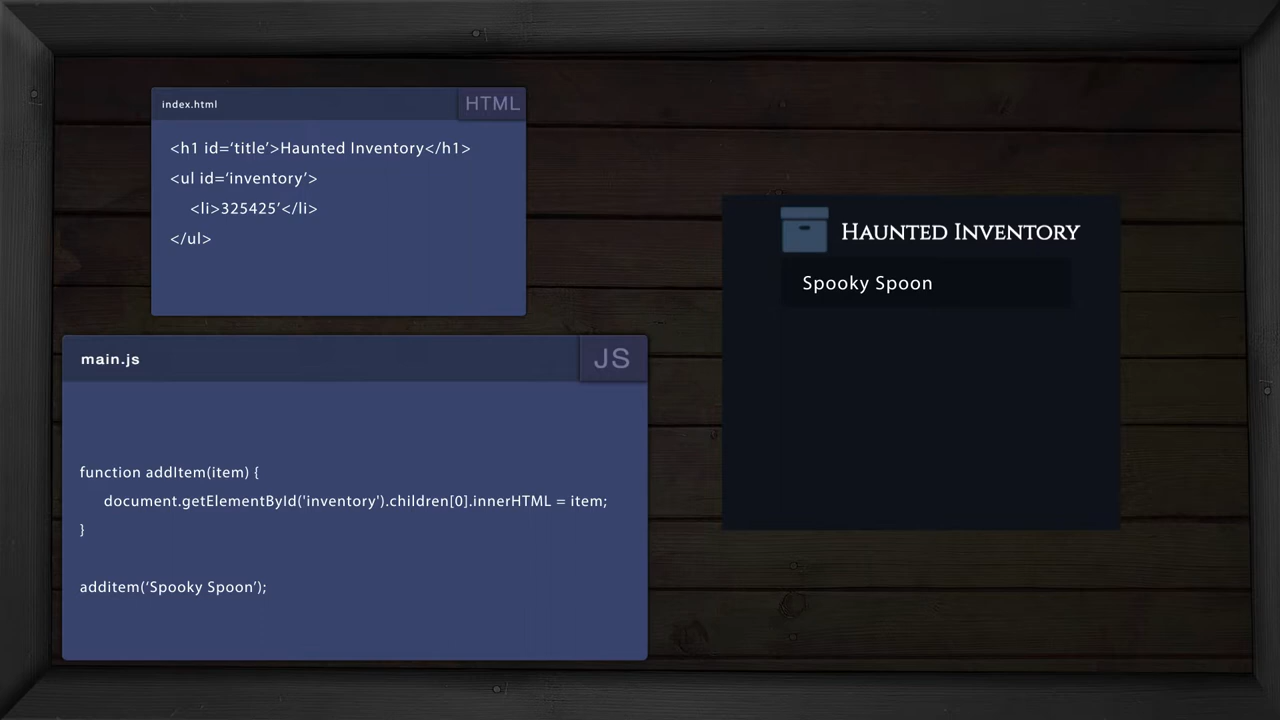 index.html
HTML
<h1 id=‘title’>Haunted Inventory</h1>
<ul id=‘inventory’>
<li>325425’</li>
</ul>
main.js
JS
function addItem(item) {
document.getElementById('inventory').children[0].innerHTML = item;
}
additem(‘Spooky Spoon’);
Haunted Inventory
Spooky Spoon